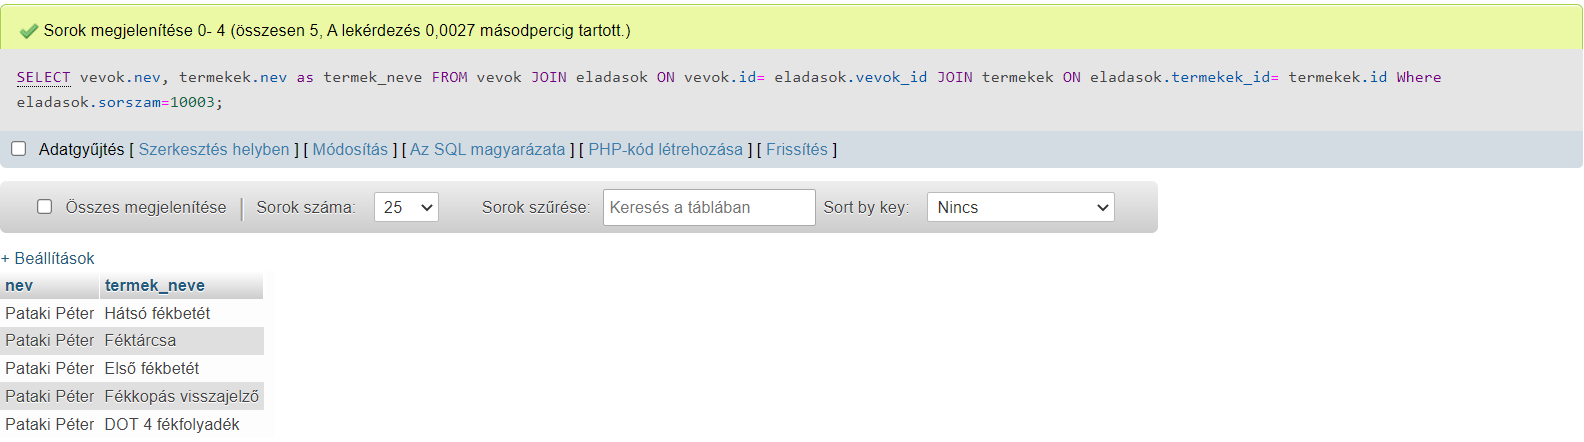 Sorok megjelenítése 0- 4 (összesen 5, A lekérdezés 0,0027 másodpercig tartott.)
SELECT vevok.nev, termekek.nev as termek_neve FROM vevok JOIN eladasok ON vevok.id= eladasok.vevok_id JOIN termekek ON eladasok.termekek_id= termekek.id Where
eladasok.sorszam=10003;
Adatgyűjtés [ Szerkesztés helyben ] [ Módosítás ] [ Az SQL magyarázata ] [ PHP-kód létrehozása ] [ Frissítés ]
Összes megjelenítése | Sorok száma: 25 Sorok szűrése: Keresés a táblában Sort by key: Nincs
+ Beállítások
nev termek_neve
Pataki Péter Hátsó fékbetét
Pataki Péter Féktárcsa
Pataki Péter Első fékbetét
Pataki Péter Fékkopás visszajelző
Pataki Péter DOT 4 fékfolyadék